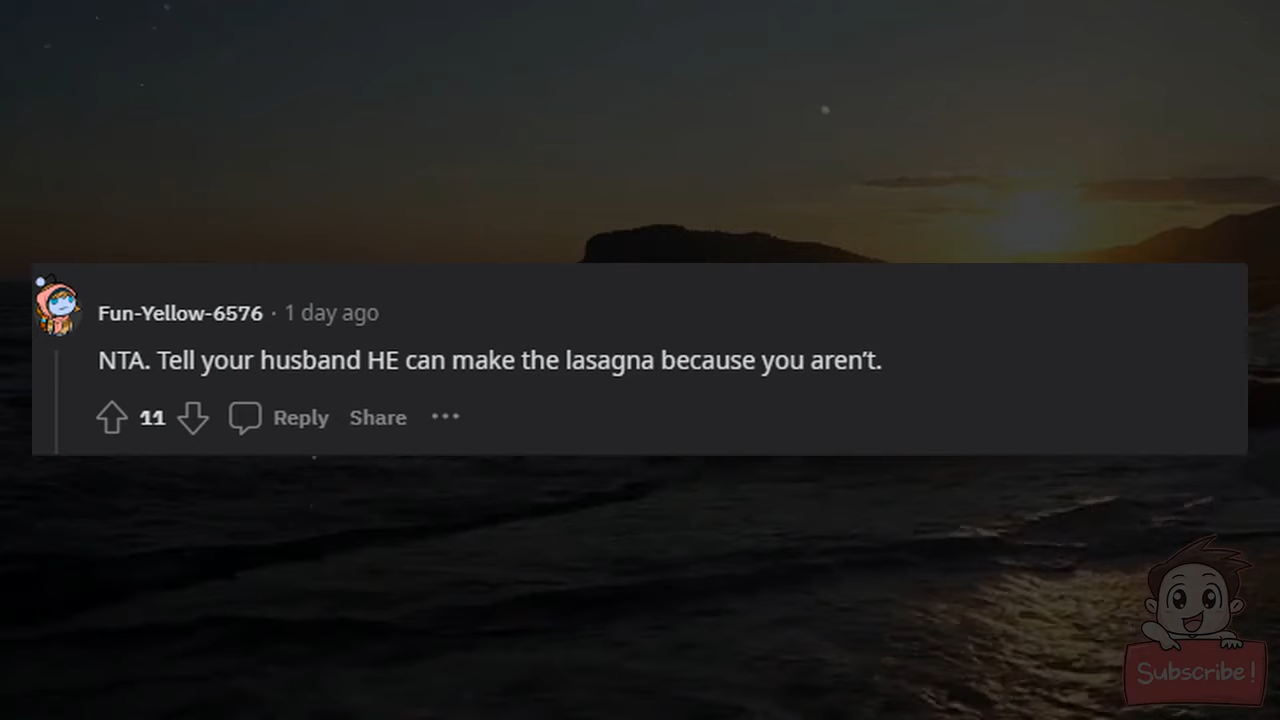 Fun-Yellow-6576 · 1 day ago
NTA. Tell your husband HE can make the lasagna because you aren’t.
11 Reply Share ···
Subscribe!